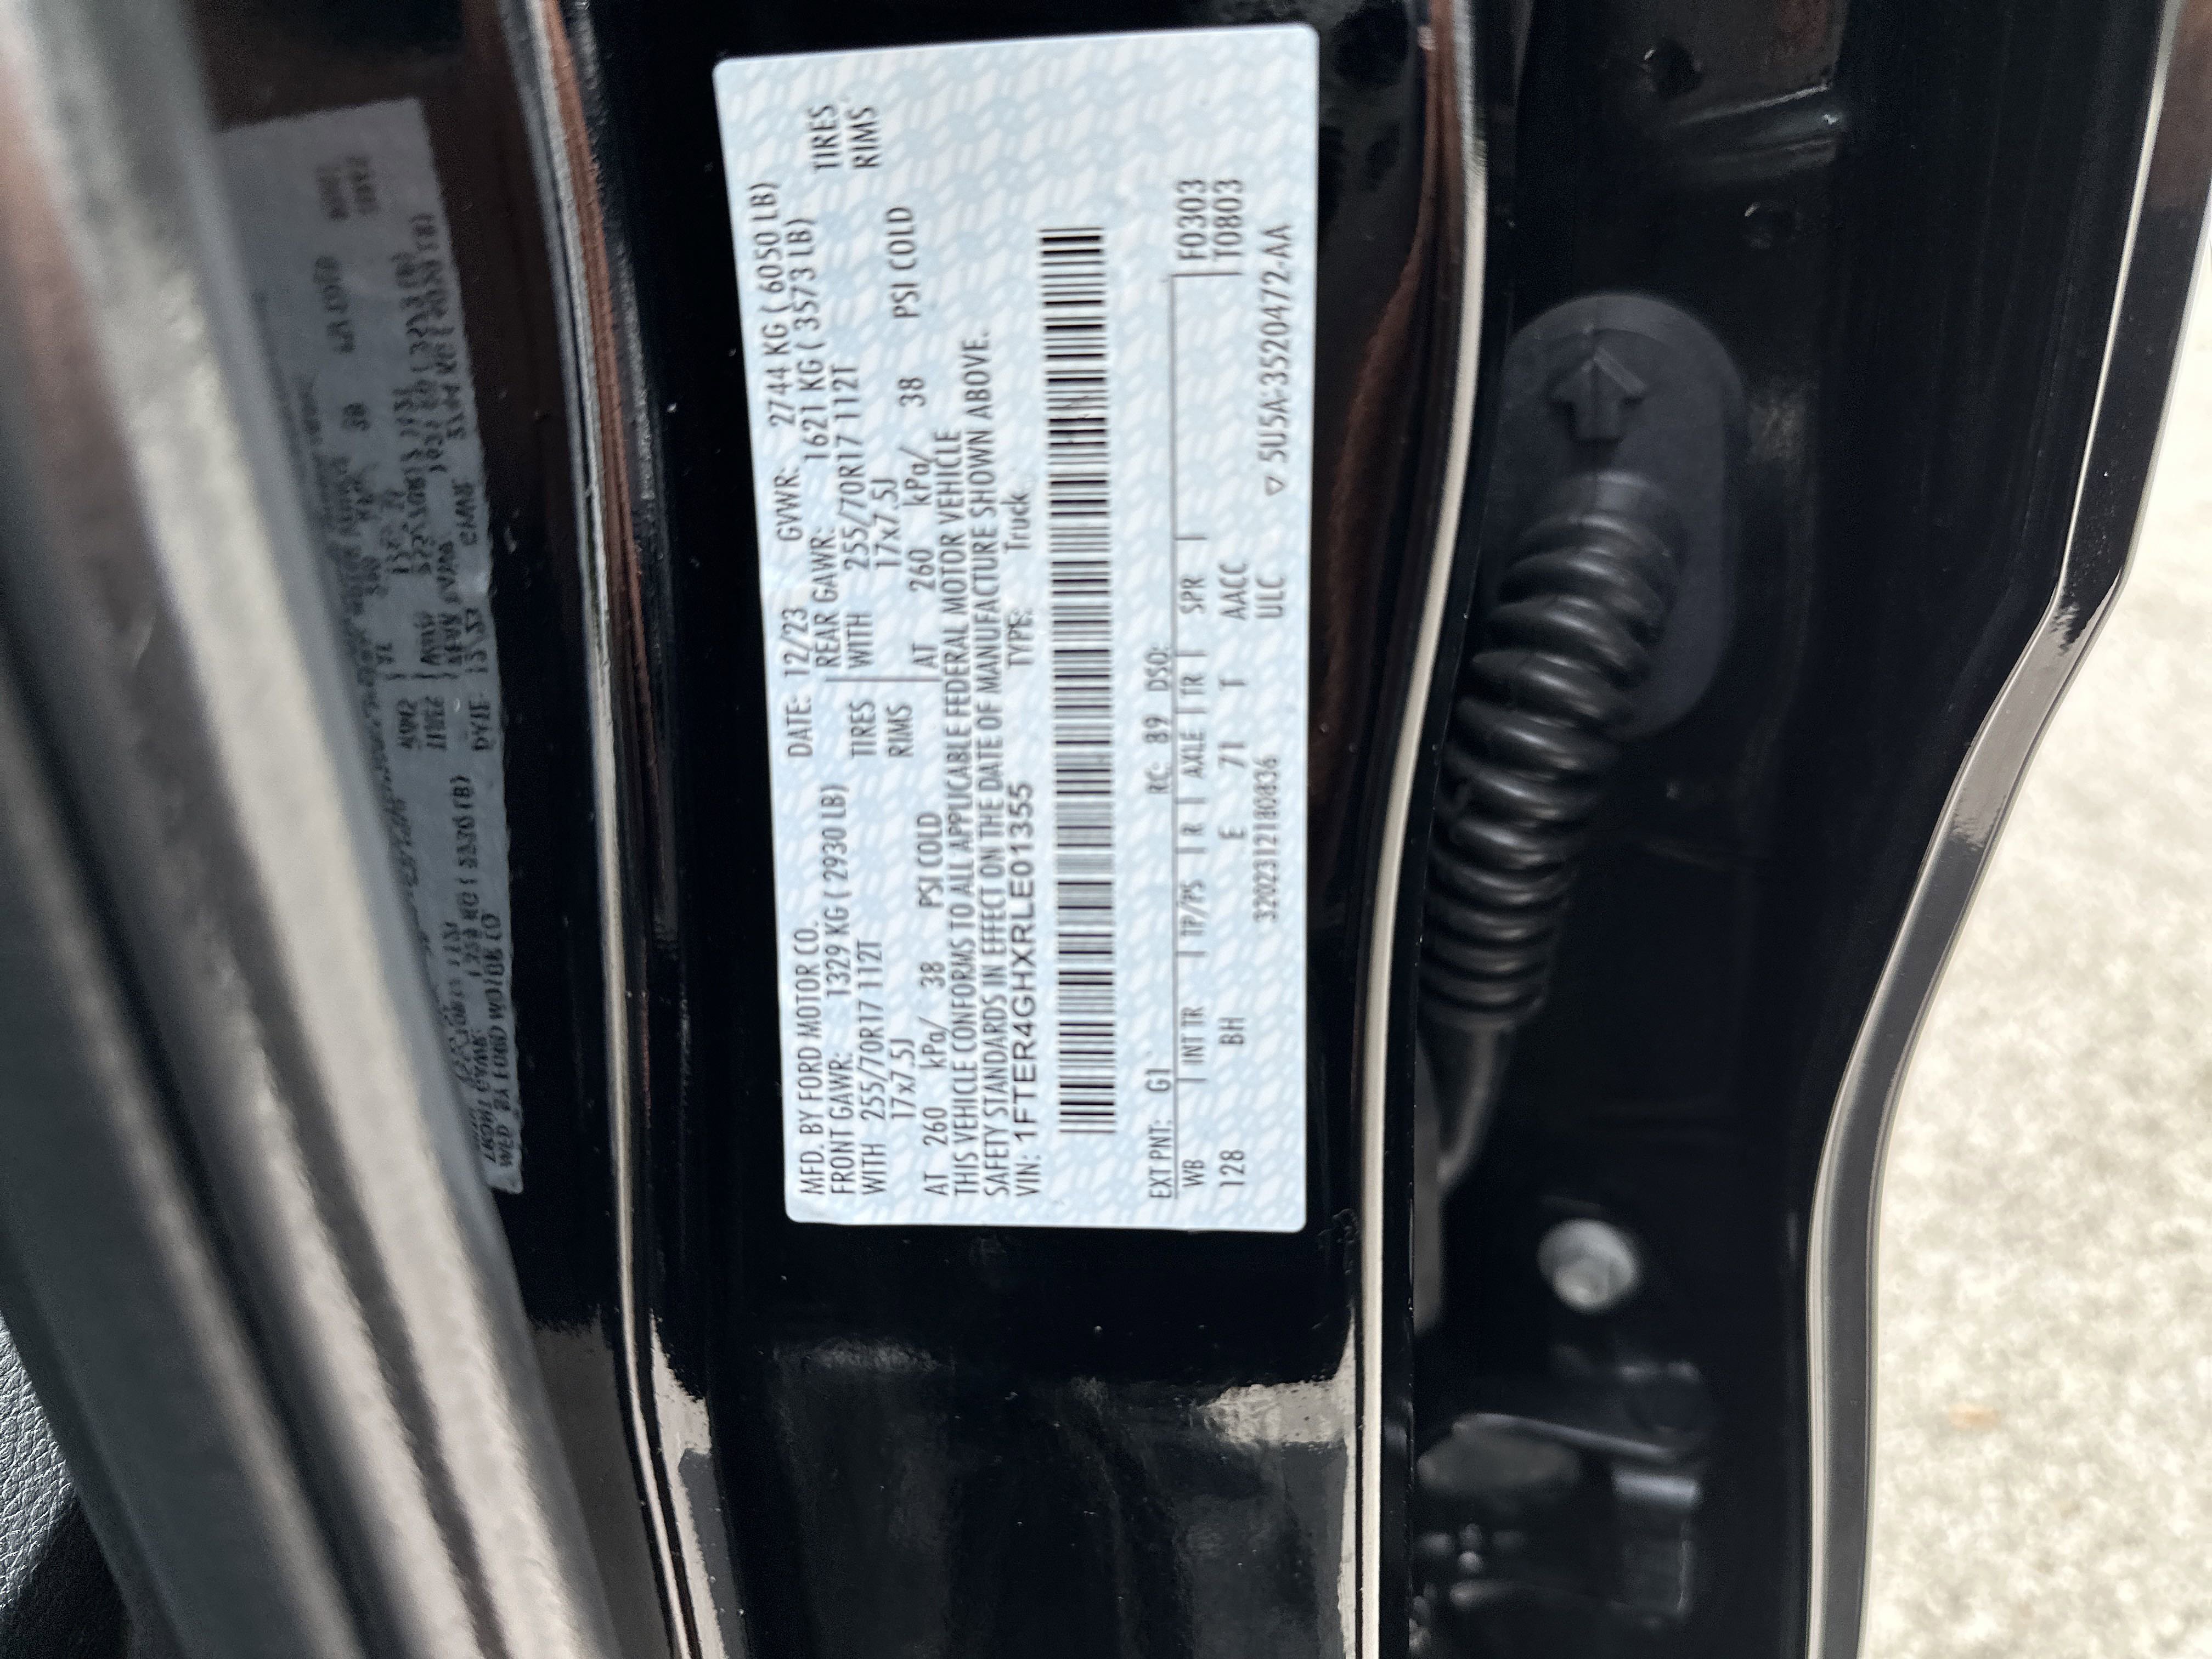 MFD. BY FORD MOTOR CO. DATE: 12/23 GVWR: 2744 KG ( 6050 LB)
FRONT GAWR: 1329 KG ( 2930 LB) REAR GAWR: 1621 KG ( 3573 LB)
WITH 255/70R17 112T TIRES WITH 255/70R17 112T TIRES
17x7.5J RIMS 17x7.5J RIMS
AT 260 kPa/ 38 PSI COLD AT 260 kPa/ 38 PSI COLD
THIS VEHICLE CONFORMS TO ALL APPLICABLE FEDERAL MOTOR VEHICLE
SAFETY STANDARDS IN EFFECT ON THE DATE OF MANUFACTURE SHOWN ABOVE.
VIN: 1FTER4GHXRLE01355 TYPE: Truck
EXT PNT: G1 RC: 89 DSO: F0303
WB INT TR TP/PS R AXLE TR SPR T0803
128 BH E 71 T AACC
3202312180836 ULC ▽ 5U5A-3520472-AA